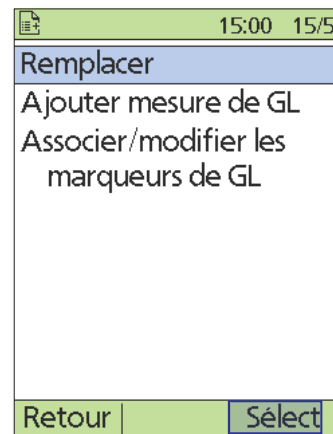 15:00 15/5
Remplacer
Ajouter mesure de GL
Associer/modifier les
marqueurs de GL
Retour Sélect